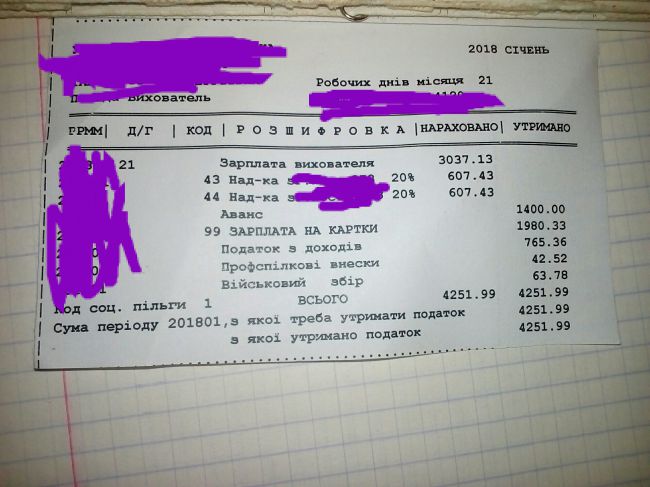 2018 СІЧЕНЬ
Робочих днів місяця 21
вихователь
РРММ| Д/Г | КОД | Р О З Ш И Ф Р О В К А |НАРАХОВАНО| УТРИМАНО
21 Зарплата вихователя 3037.13
43 Над-ка з 20% 607.43
44 Над-ка з 20% 607.43
Аванс 1400.00
99 ЗАРПЛАТА НА КАРТКИ 1980.33
Податок з доходів 765.36
Профспілкові внески 42.52
Військовий збір 63.78
Код соц. пільги 1 ВСЬОГО 4251.99 4251.99
Сума періоду 201801,з якої треба утримати податок 4251.99
з якої утримано податок 4251.99